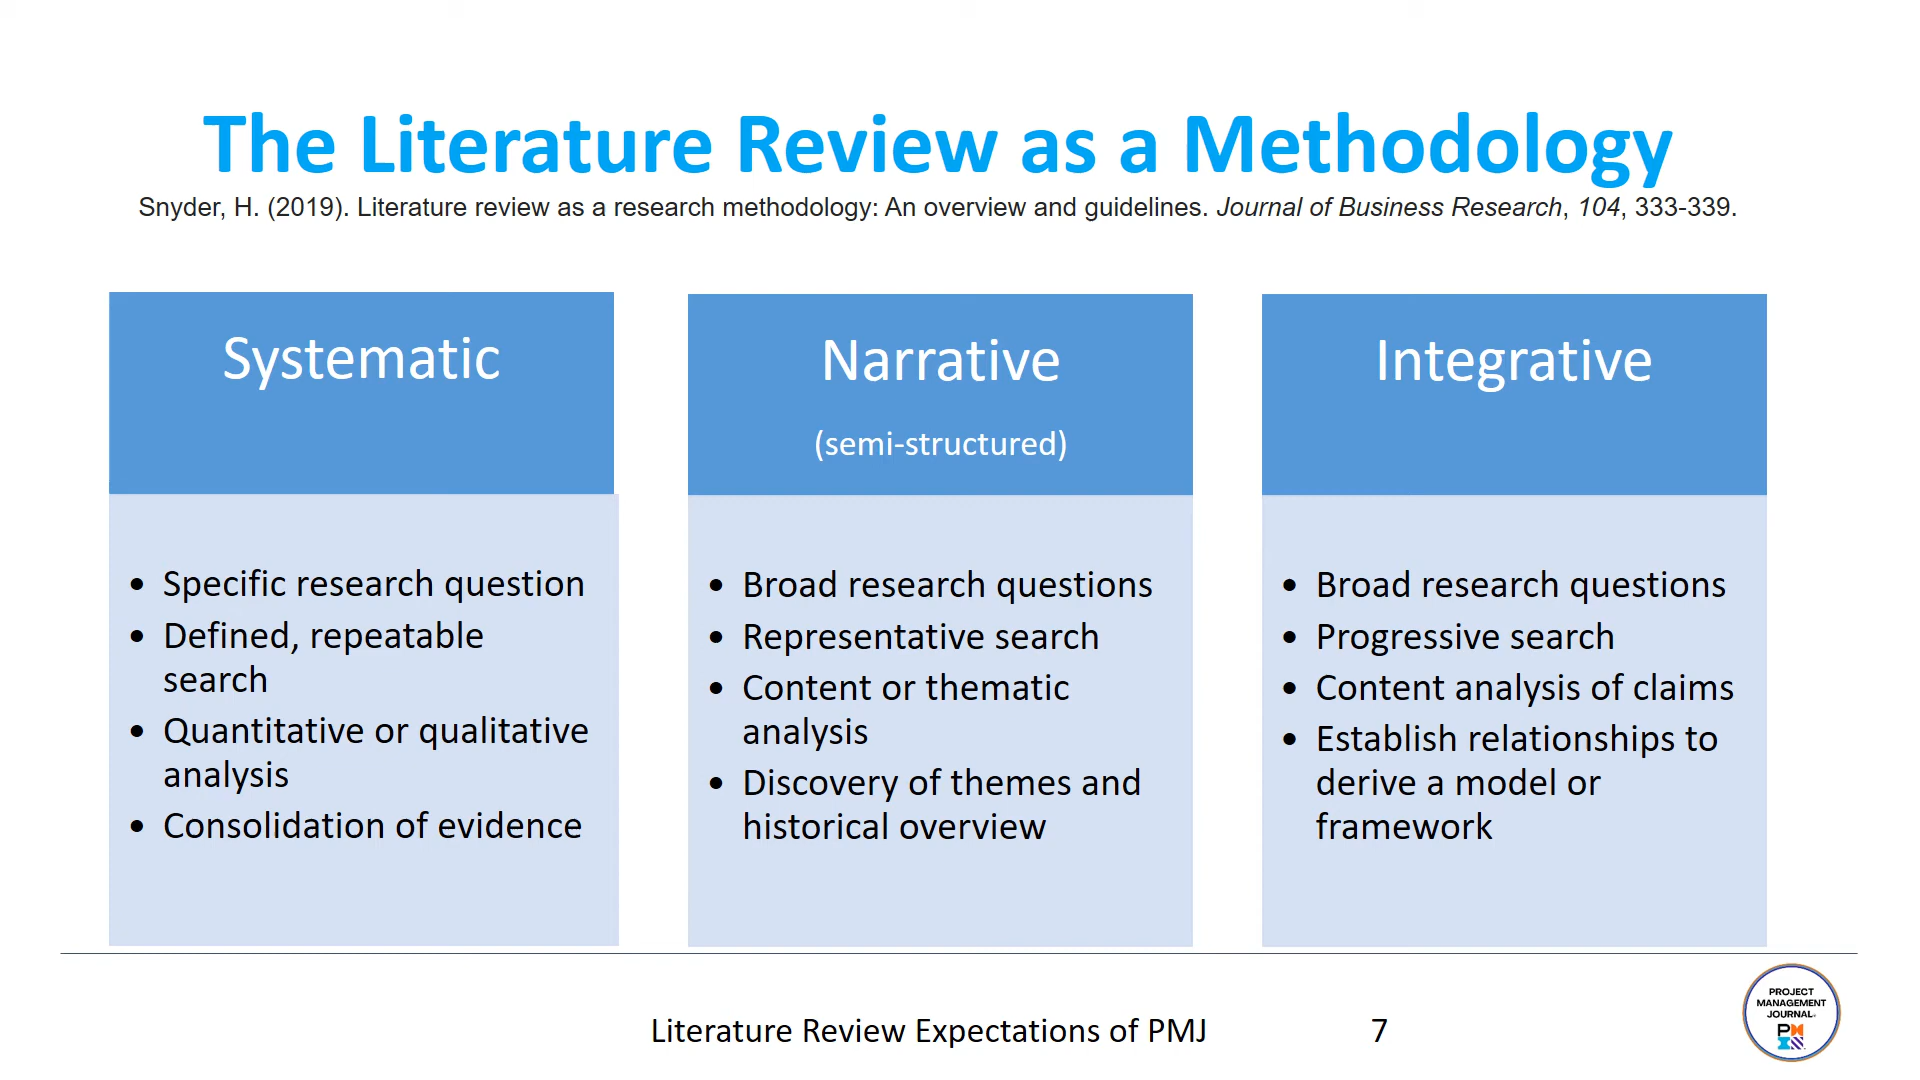 The Literature Review as a Methodology
Snyder, H. (2019). Literature review as a research methodology: An overview and guidelines. Journal of Business Research, 104, 333-339.
Systematic
• Specific research question
• Defined, repeatable
search
• Quantitative or qualitative
analysis
• Consolidation of evidence
Narrative
(semi-structured)
• Broad research questions
• Representative search
• Content or thematic
analysis
• Discovery of themes and
historical overview
Integrative
• Broad research questions
• Progressive search
• Content analysis of claims
• Establish relationships to
derive a model or
framework
Literature Review Expectations of PMJ
7
PROJECT
MANAGEMENT
JOURNAL
PM